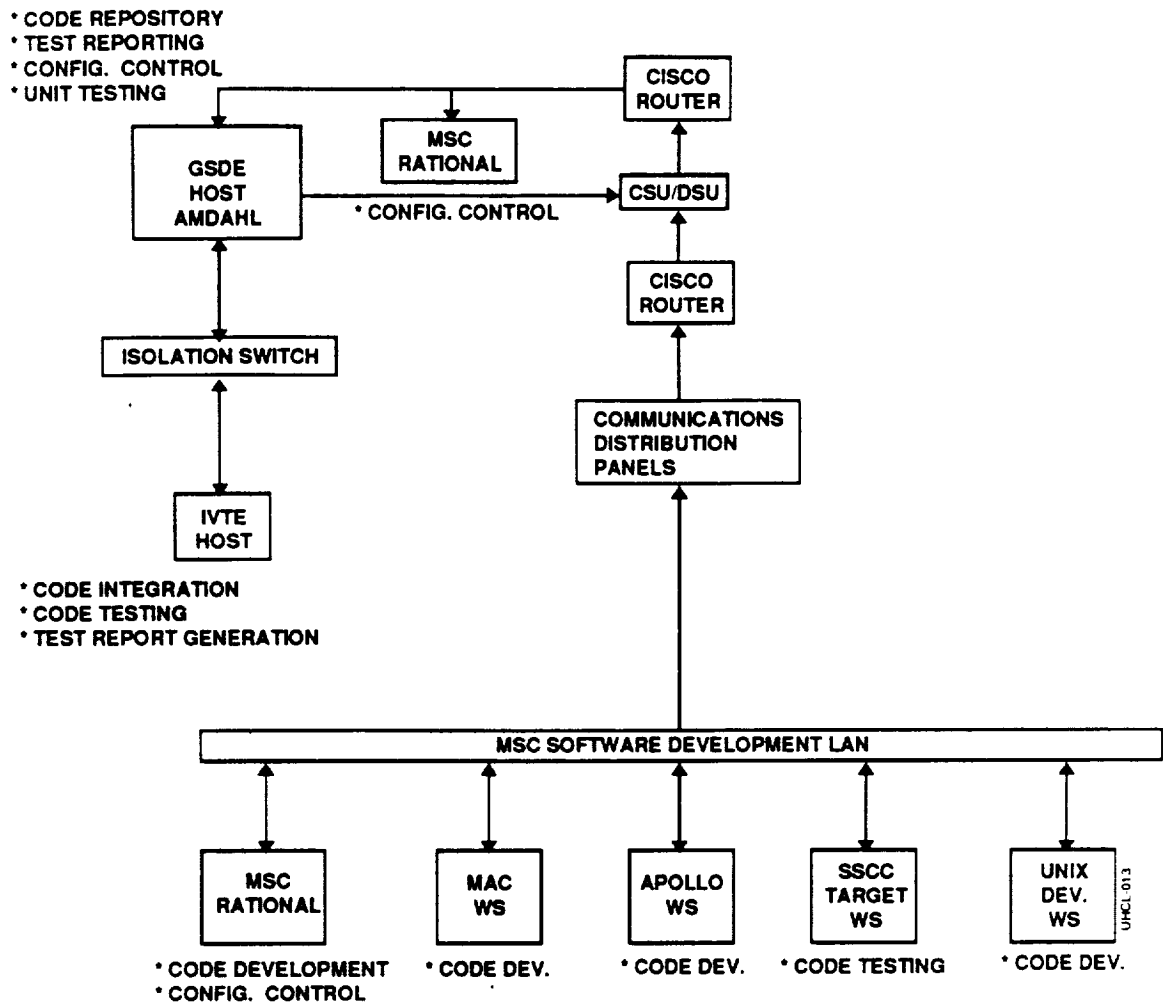 * CODE REPOSITORY
* TEST REPORTING
* CONFIG. CONTROL
* UNIT TESTING
CISCO
ROUTER
MSC
RATIONAL
GSDE
HOST
AMDAHL
CSU/DSU
* CONFIG. CONTROL
CISCO
ROUTER
ISOLATION SWITCH
COMMUNICATIONS
DISTRIBUTION
PANELS
IVTE
HOST
* CODE INTEGRATION
* CODE TESTING
* TEST REPORT GENERATION
MSC SOFTWARE DEVELOPMENT LAN
MSC
RATIONAL
* CODE DEVELOPMENT
* CONFIG. CONTROL
MAC
WS
* CODE DEV.
APOLLO
WS
* CODE DEV.
SSCC
TARGET
WS
* CODE TESTING
UNIX
DEV.
WS
* CODE DEV.
UHCL-013